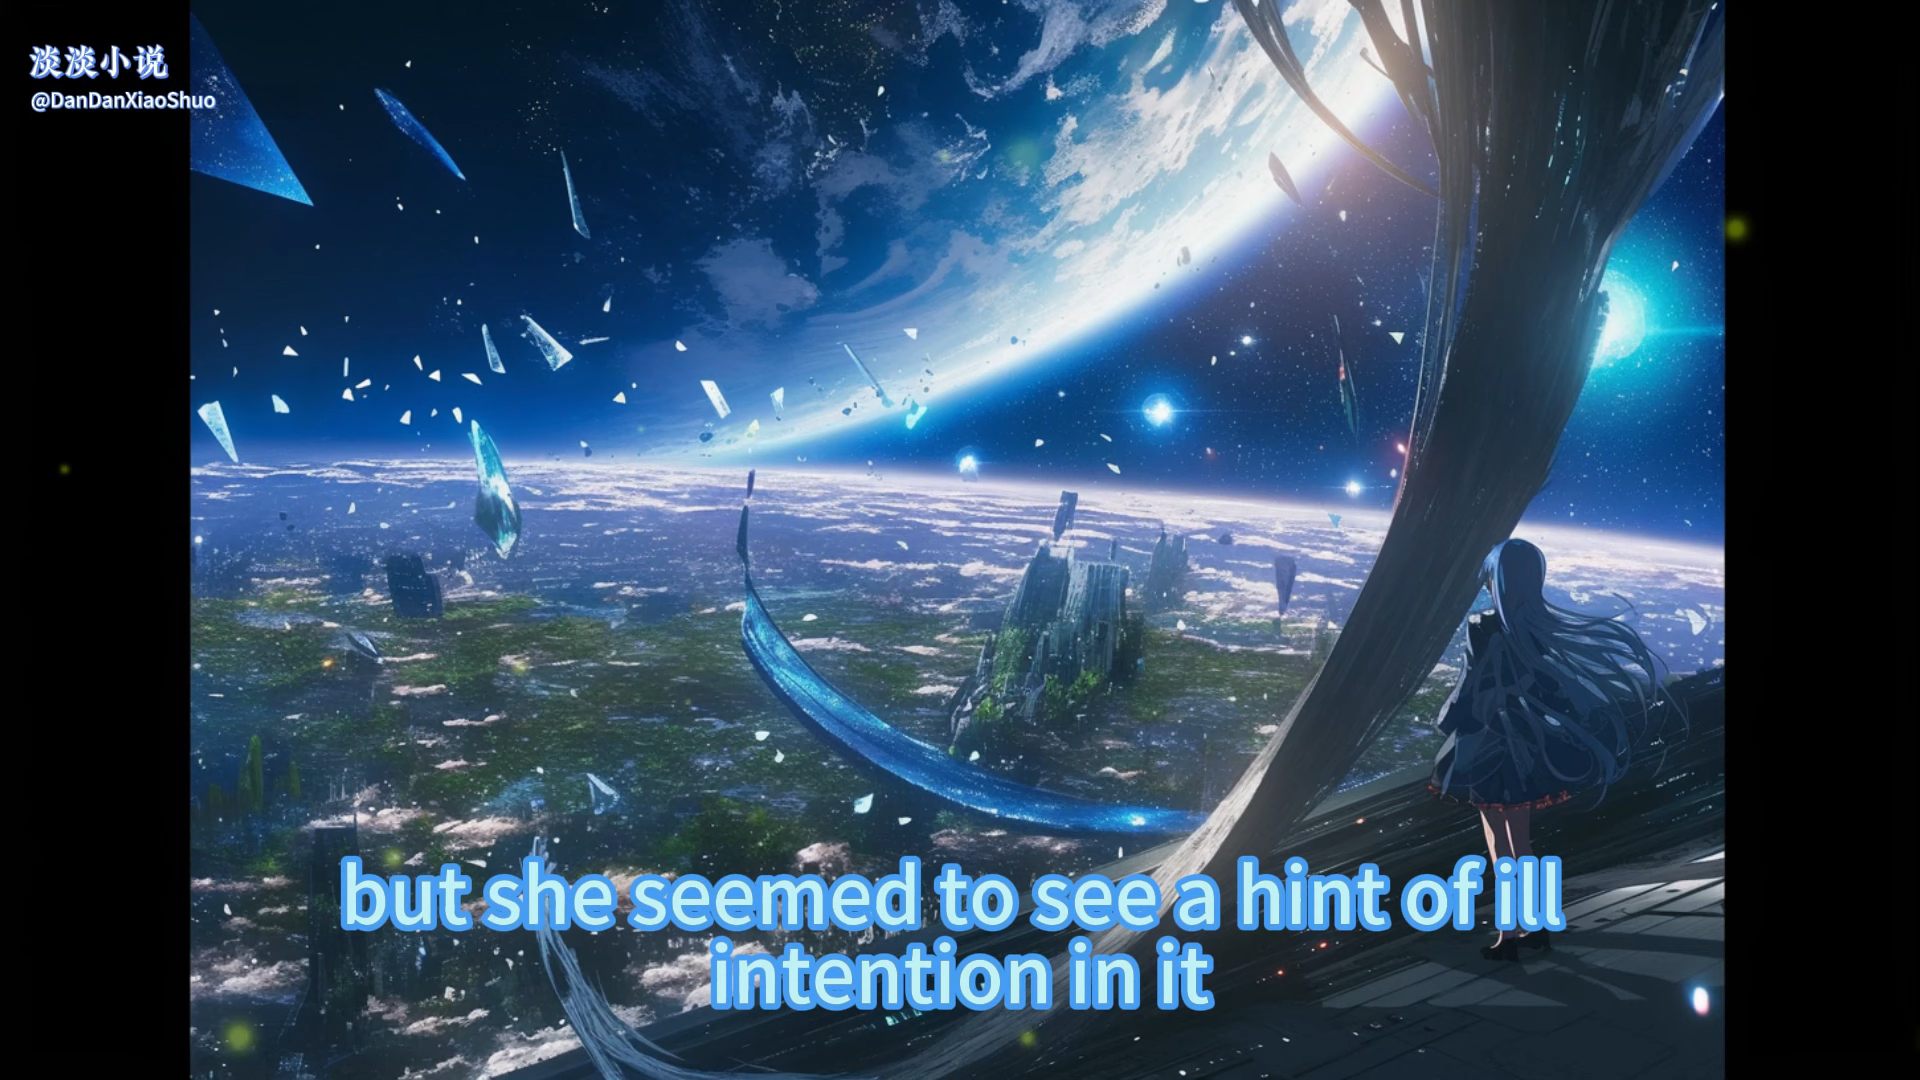 淡淡小说
@DanDanXiaoShuo
but she seemed to see a hint of ill
intention in it